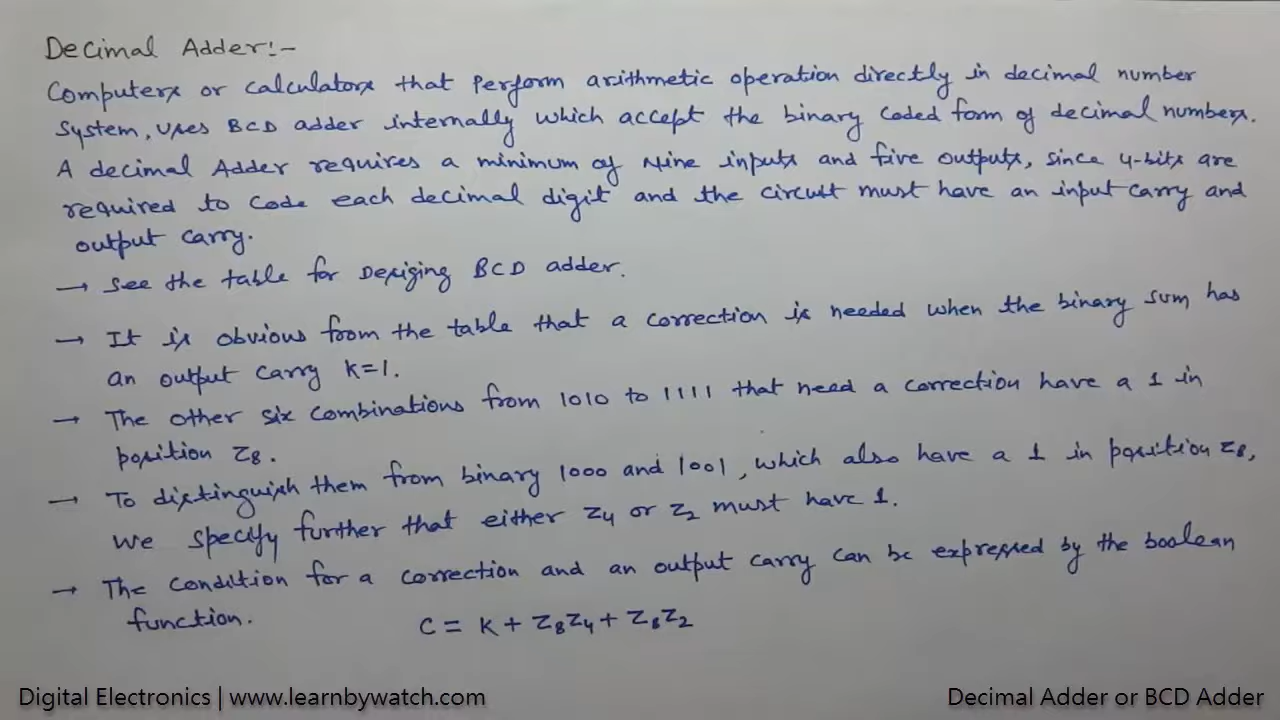 Decimal Adder:-
Computers or calculators that perform arithmetic operation directly in decimal number
system, uses BCD adder internally which accept the binary coded form of decimal numbers.
A decimal Adder requires a minimum of Nine inputs and five outputs, since 4-bits are
required to code each decimal digit and the circuit must have an input carry and
output carry.
→ See the table for Desiging BCD adder.
→ It is obvious from the table that a correction is needed when the binary sum has
an output carry K=1.
→ The other six combinations from 1010 to 1111 that need a correction have a 1 in
position Z8.
→ To distinguish them from binary 1000 and 1001, which also have a 1 in position Z8,
we specify further that either Z4 or Z2 must have 1.
→ The condition for a correction and an output carry can be expressed by the boolean
function.
C = K + Z8Z4 + Z8Z2
Digital Electronics | www.learnbywatch.com
Decimal Adder or BCD Adder